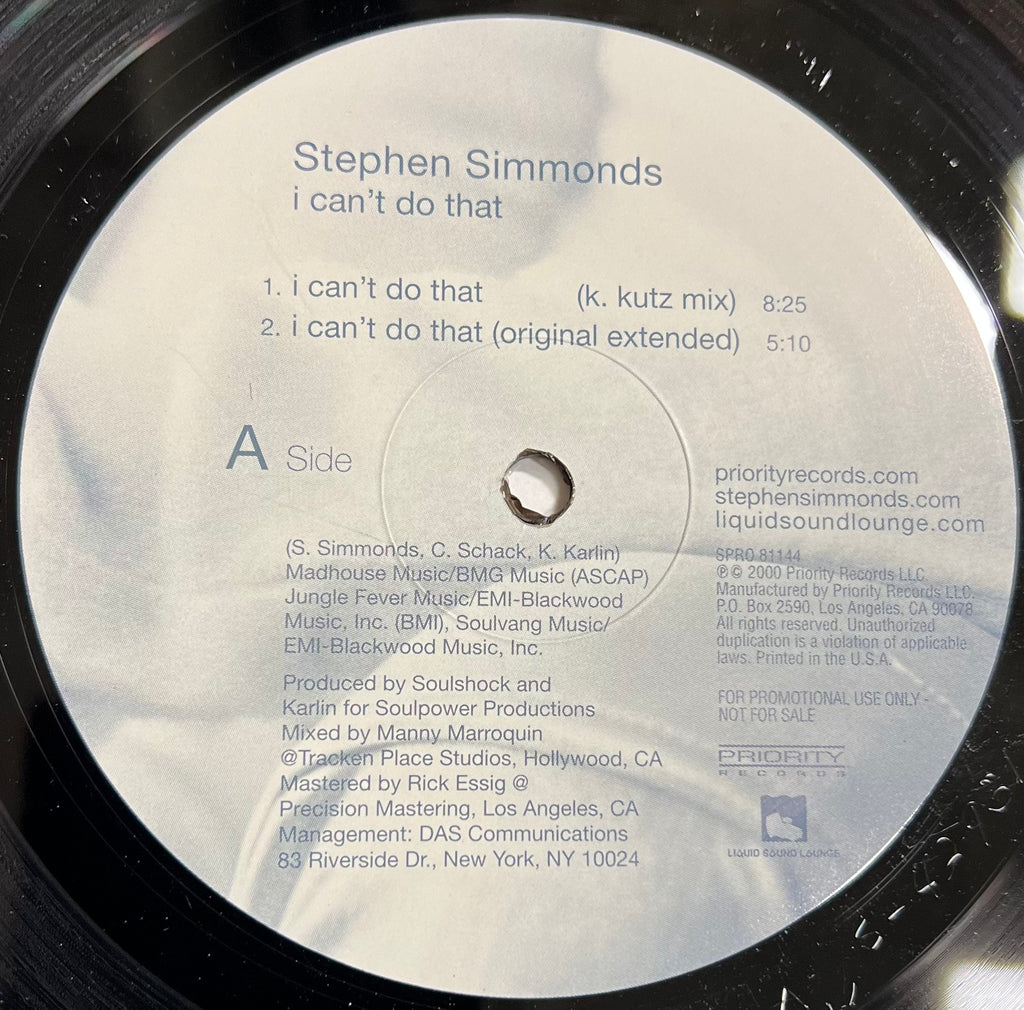 Stephen Simmonds
i can't do that
1. i can't do that (k. kutz mix) 8:25
2. i can't do that (original extended) 5:10
A Side
priorityrecords.com
stephensimmonds.com
liquidsoundlounge.com
(S. Simmonds, C. Schack, K. Karlin)
Madhouse Music/BMG Music (ASCAP)
Jungle Fever Music/EMI-Blackwood
Music, Inc. (BMI), Soulvang Music/
EMI-Blackwood Music, Inc.
Produced by Soulshock and
Karlin for Soulpower Productions
Mixed by Manny Marroquin
@Tracken Place Studios, Hollywood, CA
Mastered by Rick Essig @
Precision Mastering, Los Angeles, CA
Management: DAS Communications
83 Riverside Dr., New York, NY 10024
SPRO 81144
℗ © 2000 Priority Records LLC.
Manufactured by Priority Records LLC.
P.O. Box 2590, Los Angeles, CA 90078
All rights reserved. Unauthorized
duplication is a violation of applicable
laws. Printed in the U.S.A.
FOR PROMOTIONAL USE ONLY -
NOT FOR SALE
PRIORITY
RECORDS
LIQUID SOUND LOUNGE